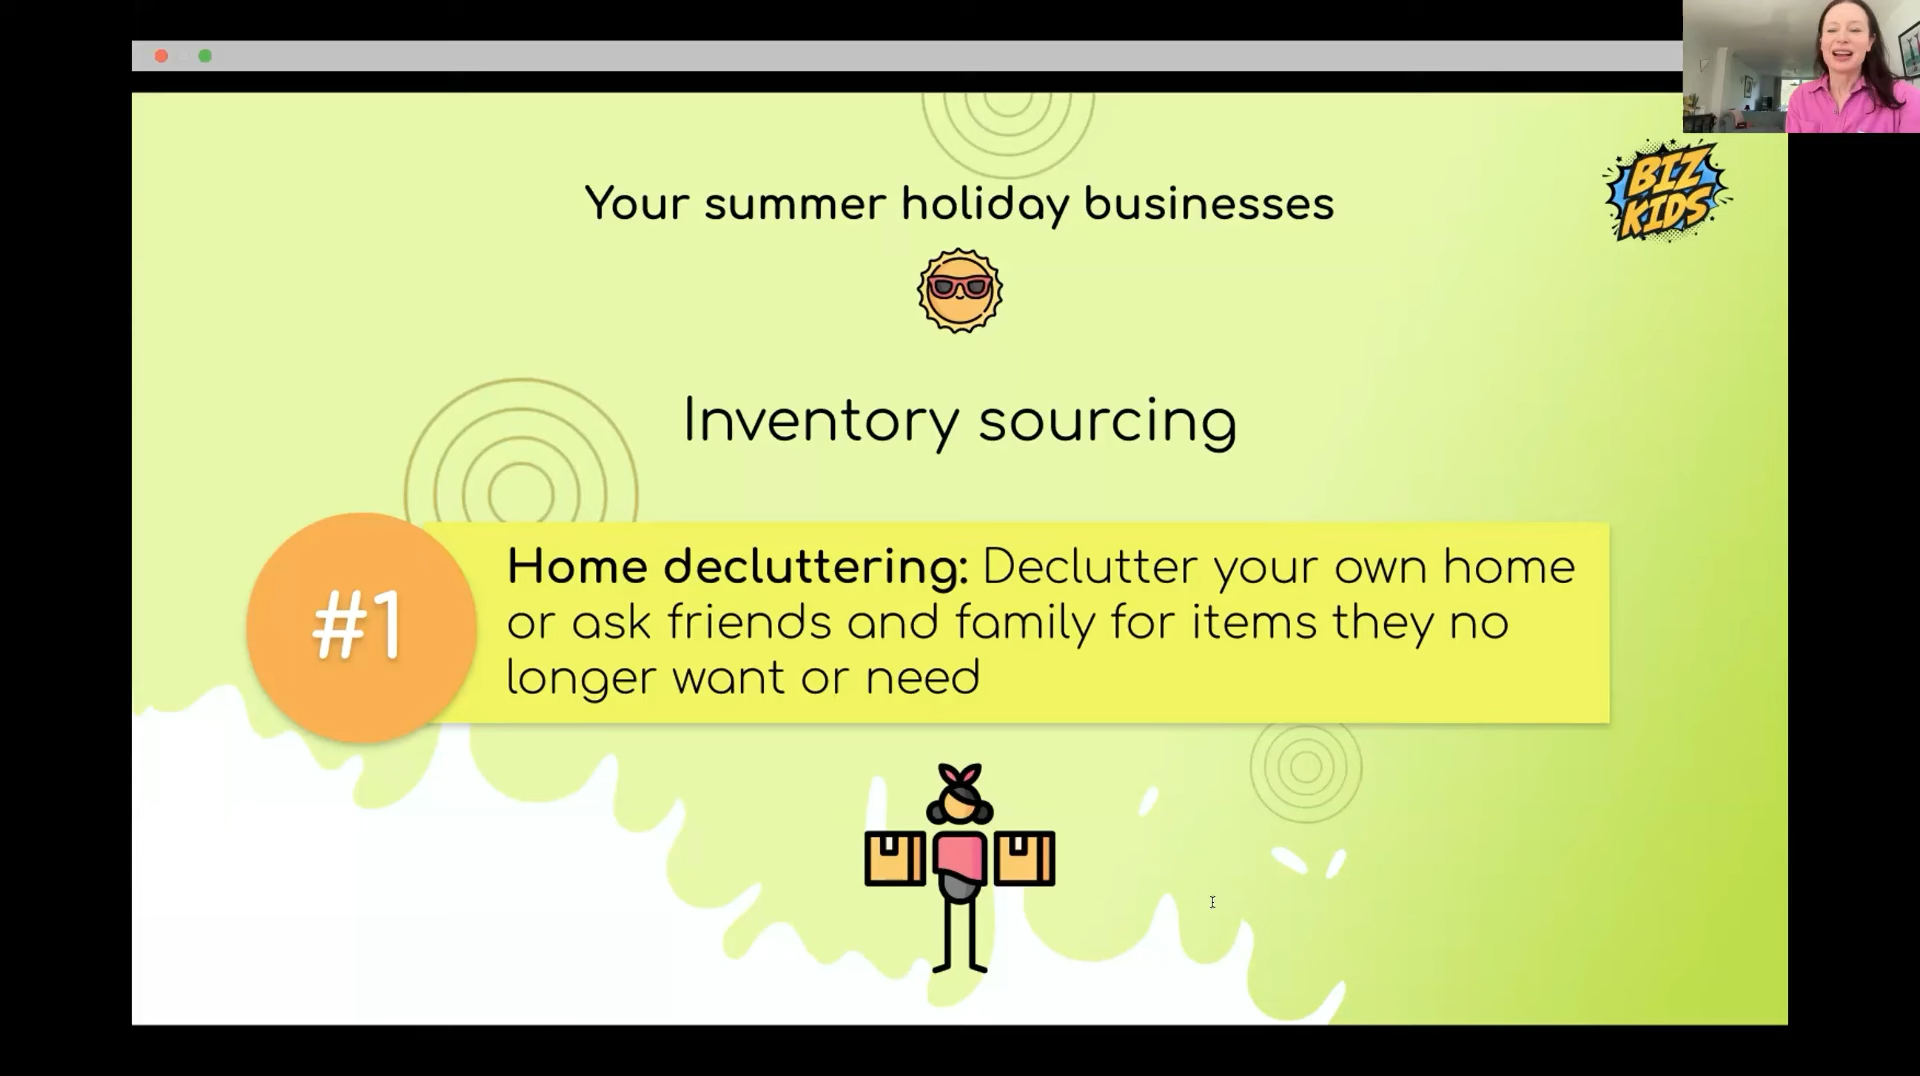 BIZ
KIDS
Your summer holiday businesses
Inventory sourcing
#1
Home decluttering: Declutter your own home
or ask friends and family for items they no
longer want or need